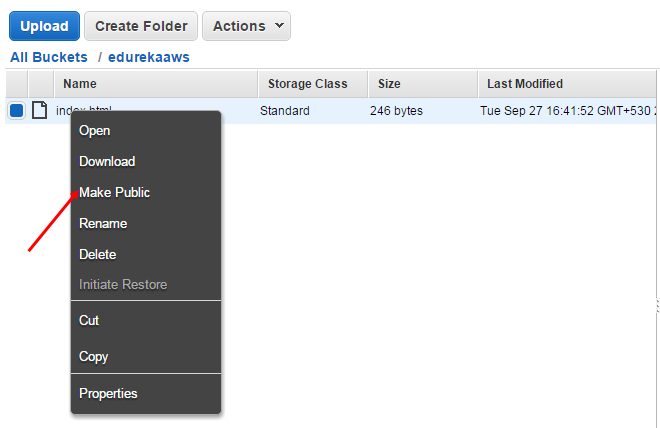 Upload Create Folder Actions
All Buckets / edurekaaws
Name Storage Class Size Last Modified
index.html Standard 246 bytes Tue Sep 27 16:41:52 GMT+530 2
Open
Download
Make Public
Rename
Delete
Initiate Restore
Cut
Copy
Properties